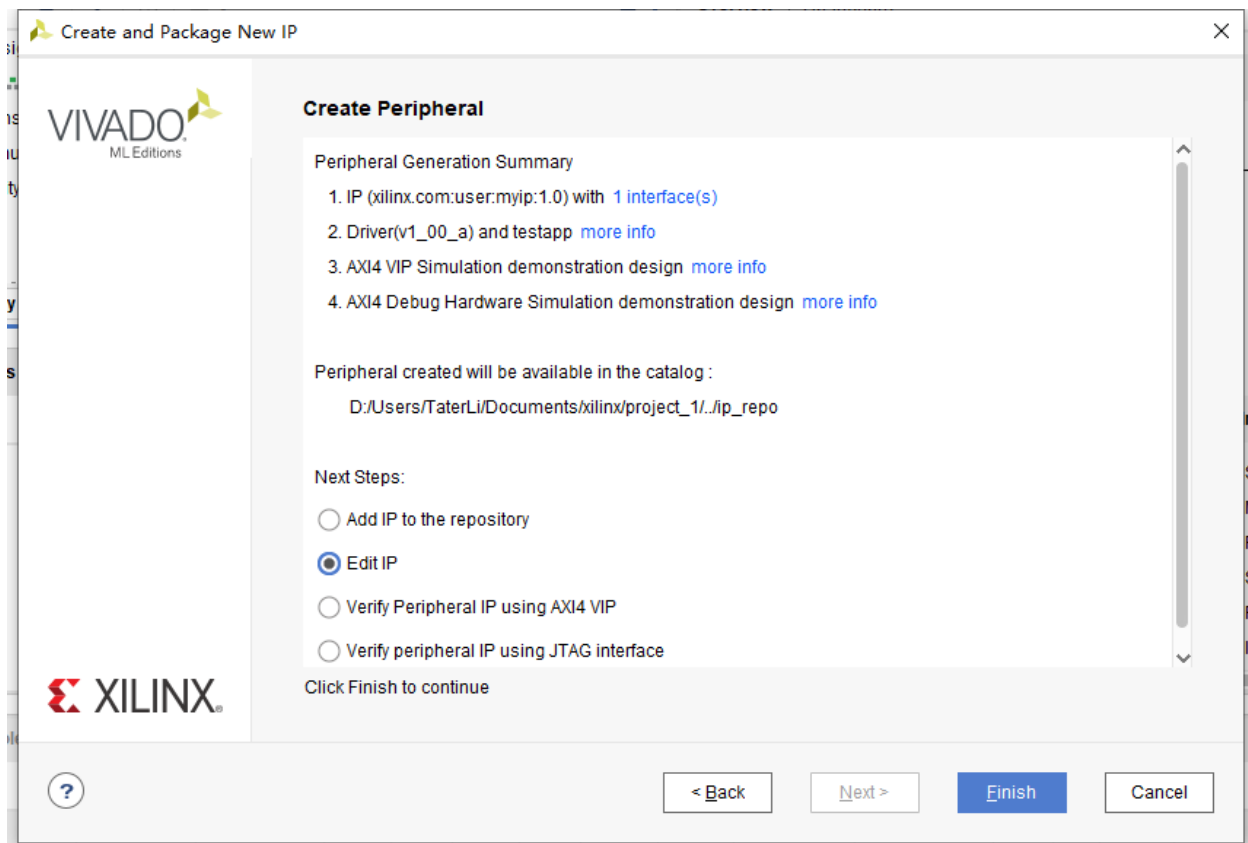 Create and Package New IP
VIVADO
ML Editions
Create Peripheral
Peripheral Generation Summary
1. IP (xilinx.com:user:myip:1.0) with 1 interface(s)
2. Driver(v1_00_a) and testapp more info
3. AXI4 VIP Simulation demonstration design more info
4. AXI4 Debug Hardware Simulation demonstration design more info
Peripheral created will be available in the catalog :
D:/Users/TaterLi/Documents/xilinx/project_1/../ip_repo
Next Steps:
Add IP to the repository
Edit IP
Verify Peripheral IP using AXI4 VIP
Verify peripheral IP using JTAG interface
Click Finish to continue
XILINX.
?
< Back
Next >
Finish
Cancel